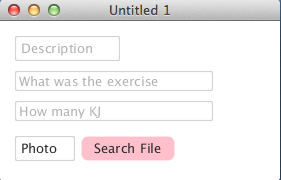 Untitled 1
Description
What was the exercise
How many KJ
Photo Search File